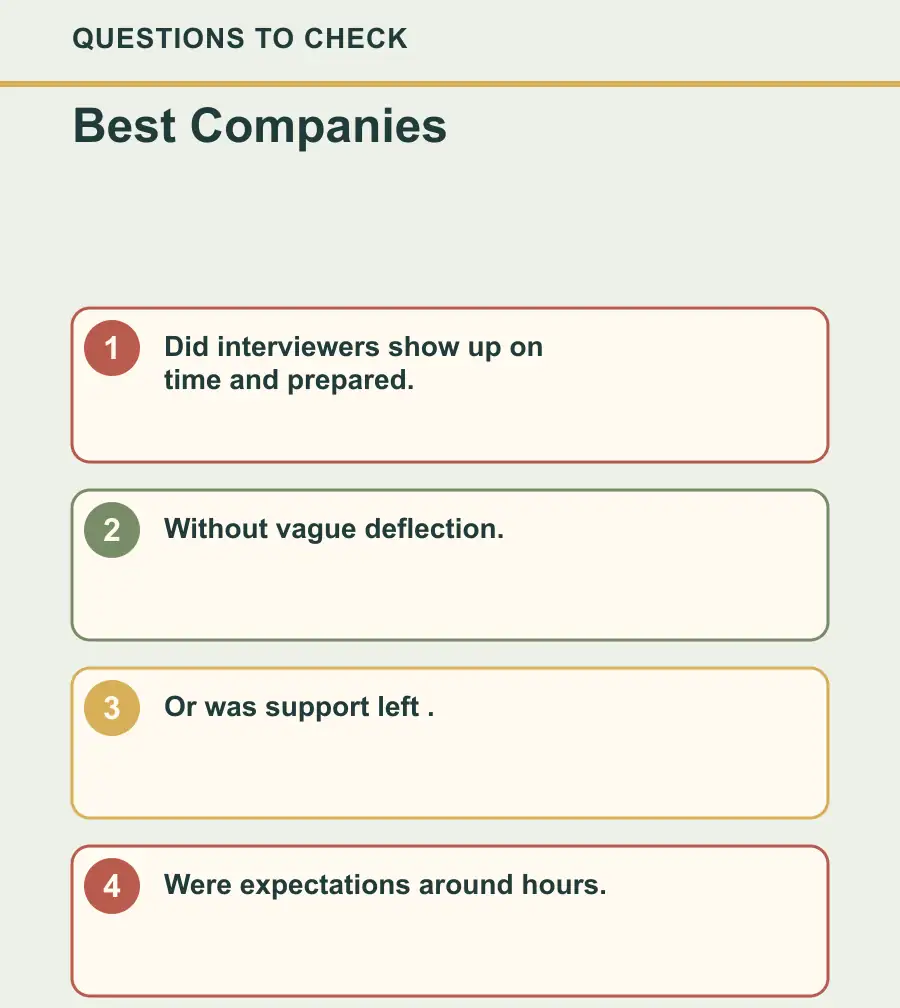 QUESTIONS TO CHECK
Best Companies
1
Did interviewers show up on
time and prepared.
2
Without vague deflection.
3
Or was support left .
4
Were expectations around hours.